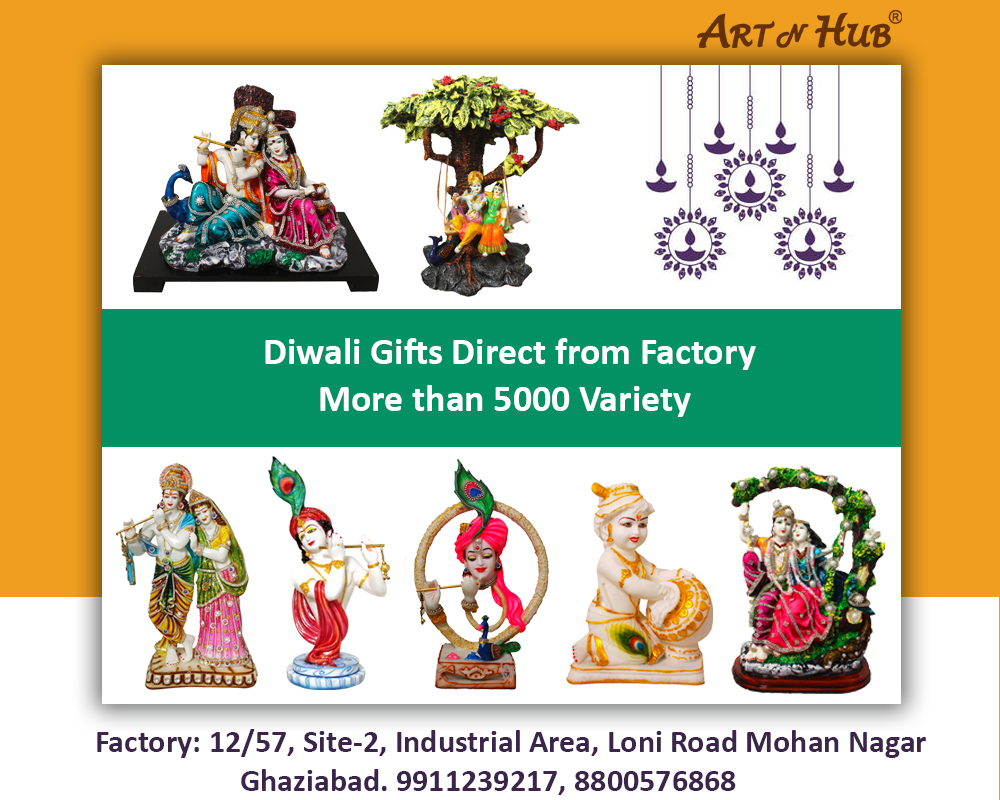 ART N HUB®
Diwali Gifts Direct from Factory
More than 5000 Variety
Factory: 12/57, Site-2, Industrial Area, Loni Road Mohan Nagar
Ghaziabad. 9911239217, 8800576868